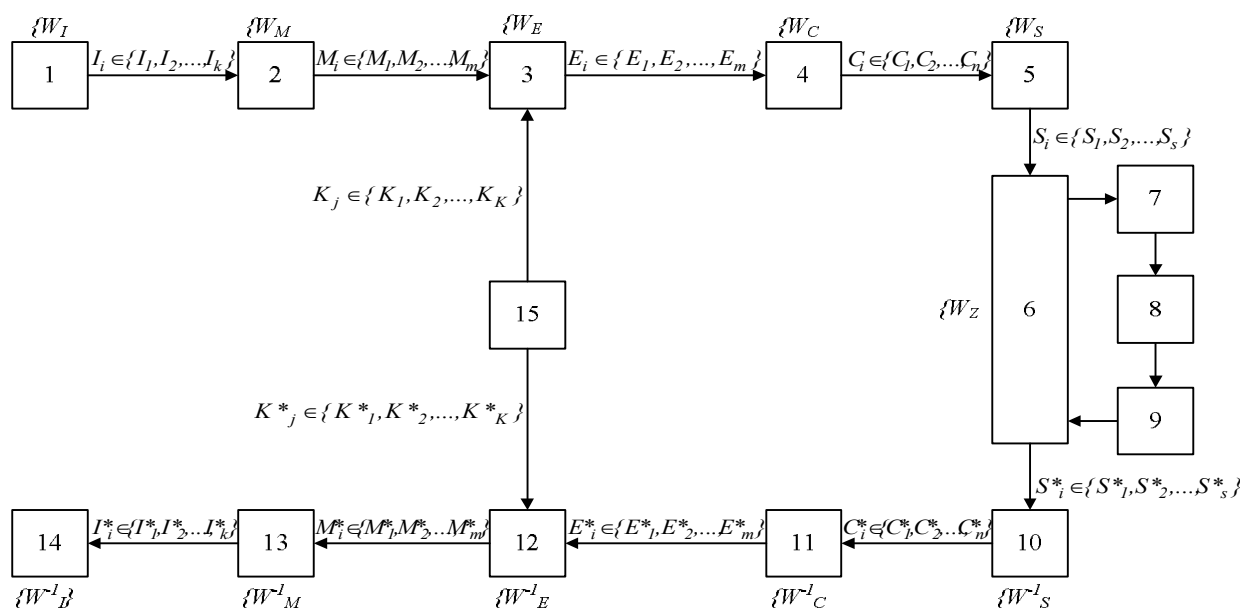 {W_I {W_M {W_E {W_C {W_S
1 I_i ∈{I_1,I_2,...,I_k} 2 M_i ∈{M_1,M_2,...,M_m} 3 E_i ∈{E_1,E_2,...,E_m} 4 C_i ∈{C_1,C_2,...,C_n} 5
S_i ∈{S_1,S_2,...,S_s}
K_j ∈{K_1,K_2,...,K_K} 7
15 {W_Z 6 8
K*_j ∈{K*_1,K*_2,...,K*_K} 9
S*_i ∈{S*_1,S*_2,...,S*_s}
14 I*_i ∈{I*_1,I*_2,...,I*_k} 13 M*_i ∈{M*_1,M*_2,...,M*_m} 12 E*_i ∈{E*_1,E*_2,...,E*_m} 11 C*_i ∈{C*_1,C*_2,...,C*_n} 10
{W^-1_I} {W^-1_M {W^-1_E {W^-1_C {W^-1_S